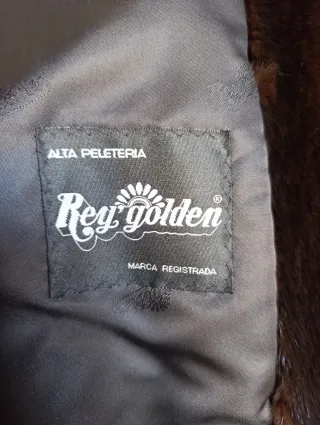 ALTA PELETERIA
Rey golden®
MARCA REGISTRADA